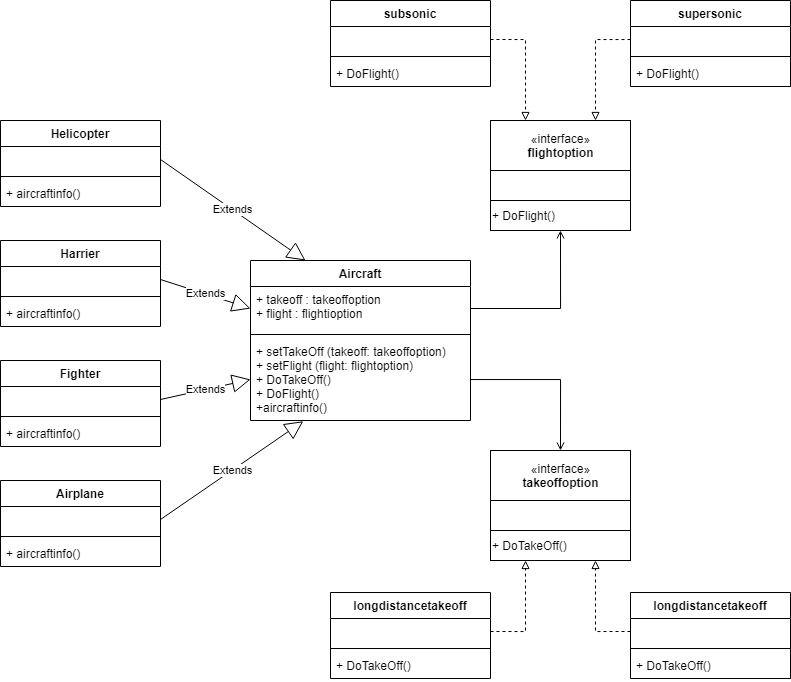 subsonic
+ DoFlight()
supersonic
+ DoFlight()
«interface»
flightoption
+ DoFlight()
Helicopter
+ aircraftinfo()
Extends
Harrier
+ aircraftinfo()
Extends
Aircraft
+ takeoff : takeoffoption
+ flight : flightioption
+ setTakeOff (takeoff: takeoffoption)
+ setFlight (flight: flightoption)
+ DoTakeOff()
+ DoFlight()
+aircraftinfo()
Fighter
+ aircraftinfo()
Extends
Airplane
+ aircraftinfo()
Extends
«interface»
takeoffoption
+ DoTakeOff()
longdistancetakeoff
+ DoTakeOff()
longdistancetakeoff
+ DoTakeOff()